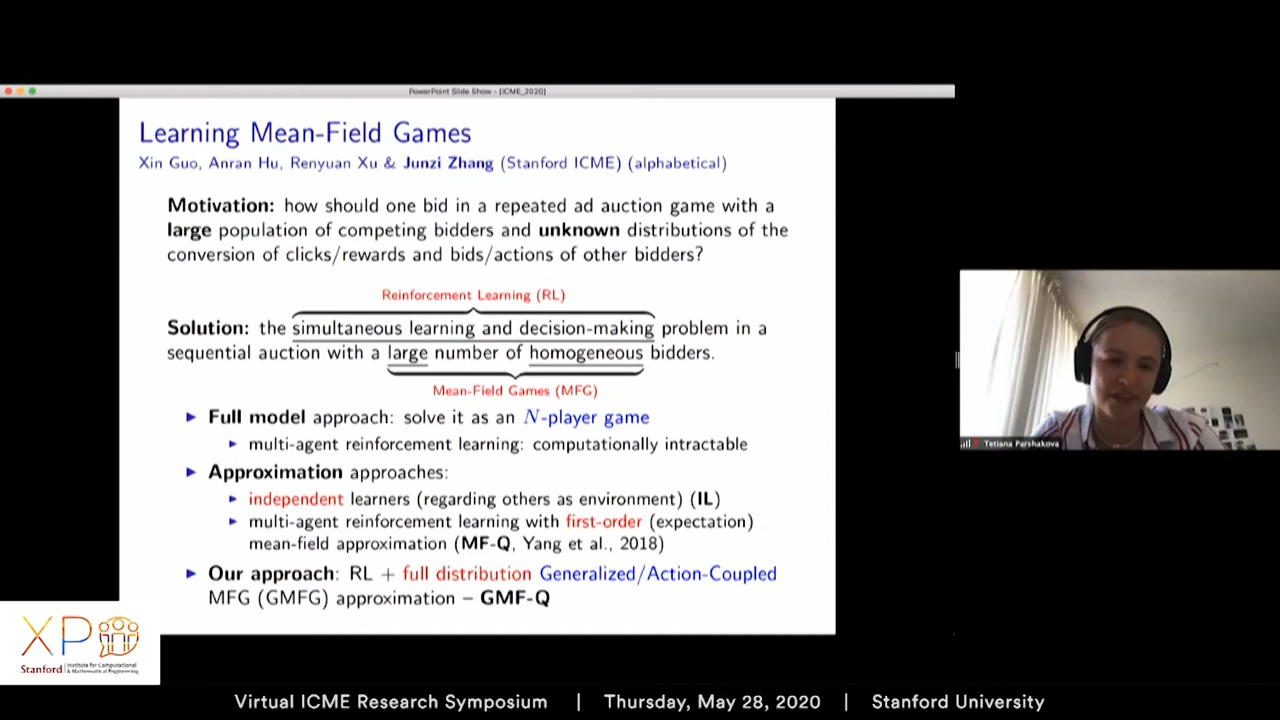 PowerPoint Slide Show - [ICME_2020]
Learning Mean-Field Games
Xin Guo, Anran Hu, Renyuan Xu & Junzi Zhang (Stanford ICME) (alphabetical)
Motivation: how should one bid in a repeated ad auction game with a
large population of competing bidders and unknown distributions of the
conversion of clicks/rewards and bids/actions of other bidders?
Reinforcement Learning (RL)
Solution: the simultaneous learning and decision-making problem in a
sequential auction with a large number of homogeneous bidders.
Mean-Field Games (MFG)
► Full model approach: solve it as an N-player game
► multi-agent reinforcement learning: computationally intractable
► Approximation approaches:
► independent learners (regarding others as environment) (IL)
► multi-agent reinforcement learning with first-order (expectation)
mean-field approximation (MF-Q, Yang et al., 2018)
► Our approach: RL + full distribution Generalized/Action-Coupled
MFG (GMFG) approximation – GMF-Q
Tetiana Parshakova
XP
Stanford | Institute for Computational
& Mathematical Engineering
Virtual ICME Research Symposium | Thursday, May 28, 2020 | Stanford University